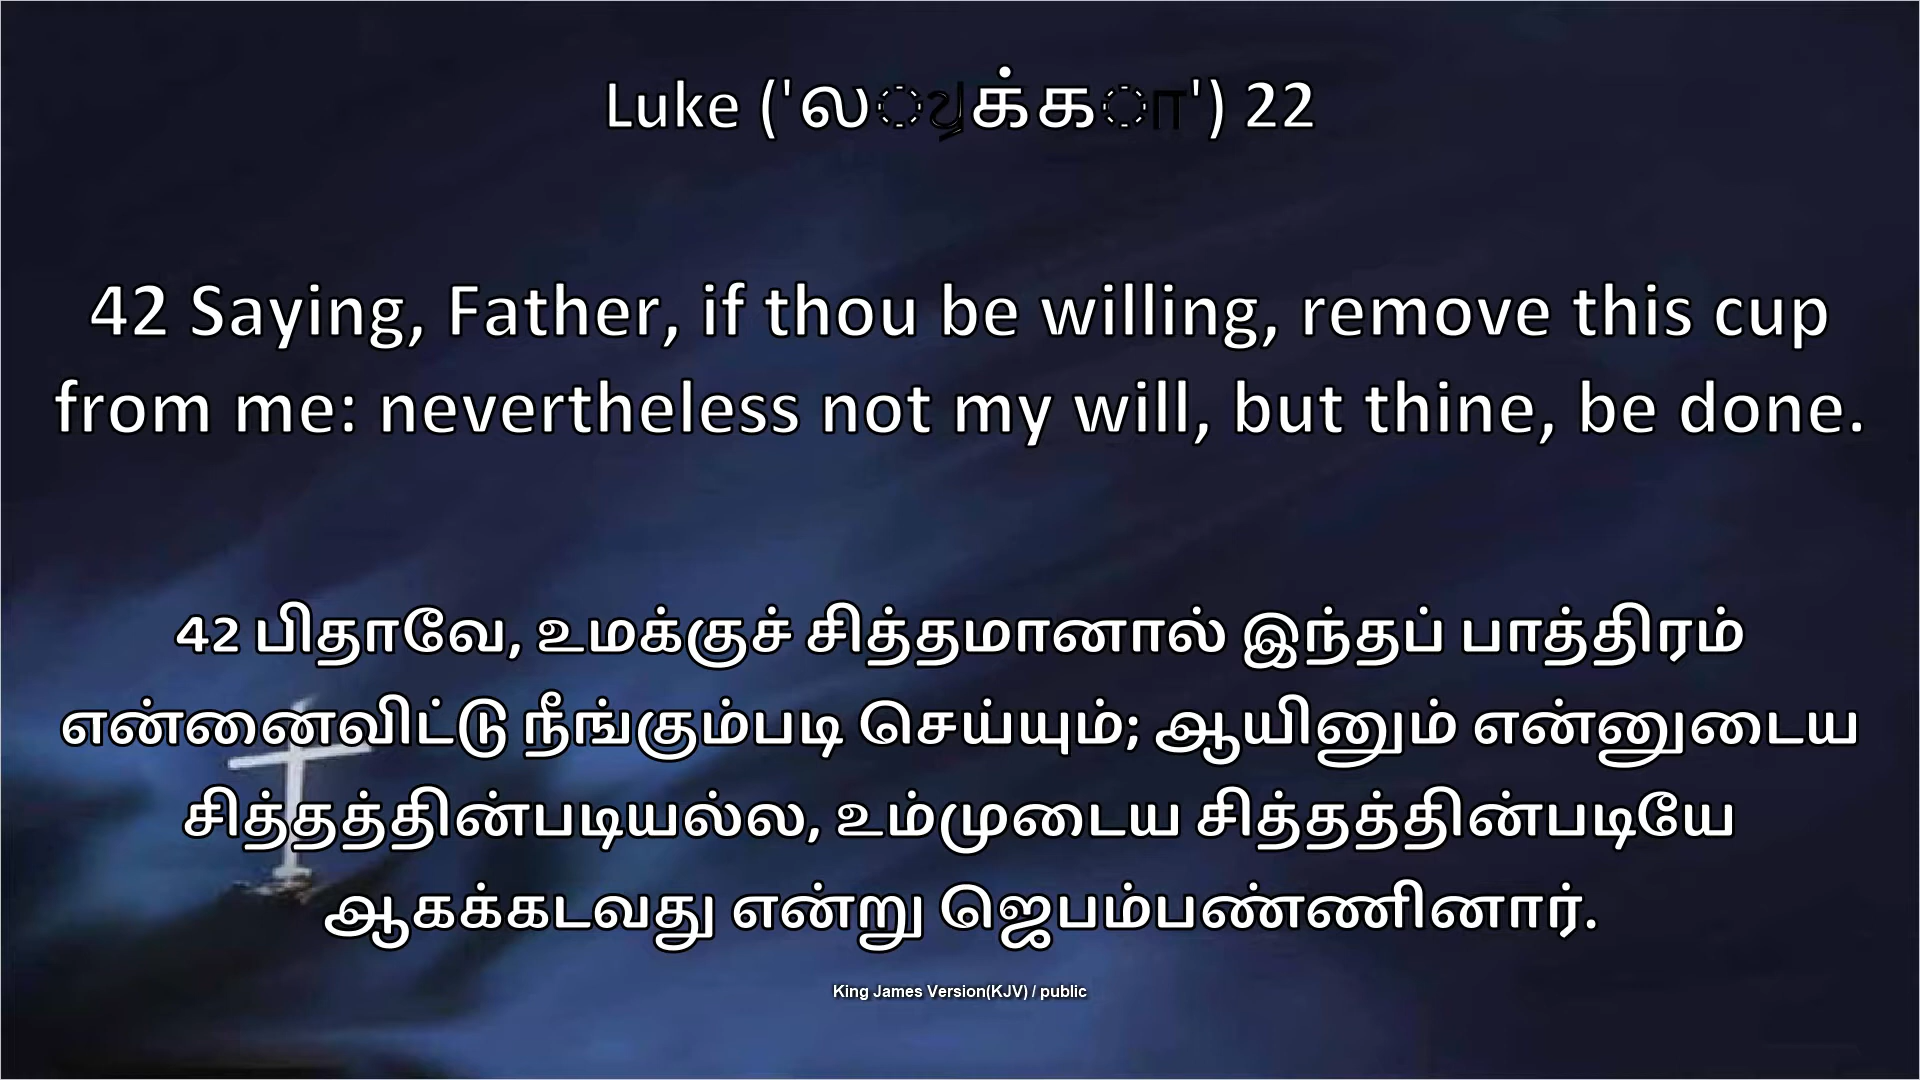 Luke ('லூக்கா') 22
42 Saying, Father, if thou be willing, remove this cup
from me: nevertheless not my will, but thine, be done.
42 பிதாவே, உமக்குச் சித்தமானால் இந்தப் பாத்திரம்
என்னைவிட்டு நீங்கும்படி செய்யும்; ஆயினும் என்னுடைய
சித்தத்தின்படியல்ல, உம்முடைய சித்தத்தின்படியே
ஆகக்கடவது என்று ஜெபம்பண்ணினார்.
King James Version(KJV) / public